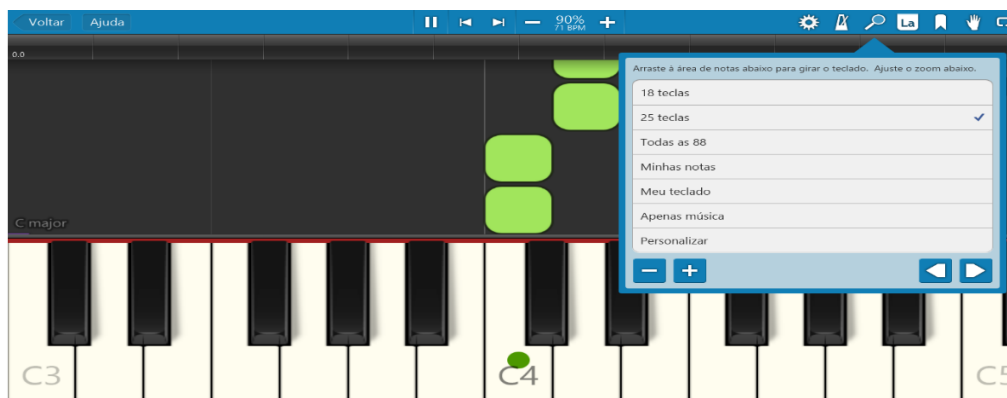 Voltar Ajuda 90% La
71 BPM
0.0
Arraste à área de notas abaixo para girar o teclado. Ajuste o zoom abaixo.
18 teclas
25 teclas
Todas as 88
Minhas notas
Meu teclado
Apenas música
Personalizar
C major
C3 C4 C5